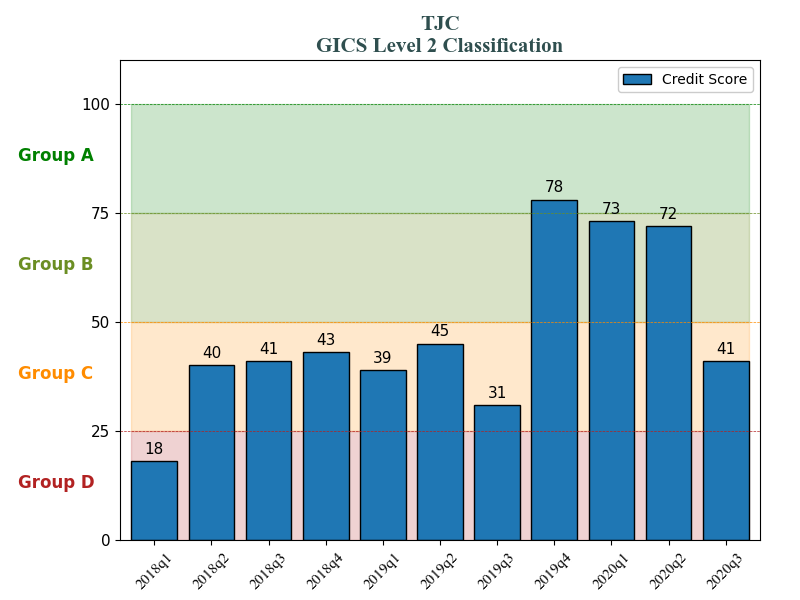 TJC
GICS Level 2 Classification
Credit Score
100
Group A
78
75
73
72
Group B
50
45
43
41
41
40
39
Group C
31
25
18
Group D
0
2018q1 2018q2 2018q3 2018q4 2019q1 2019q2 2019q3 2019q4 2020q1 2020q2 2020q3